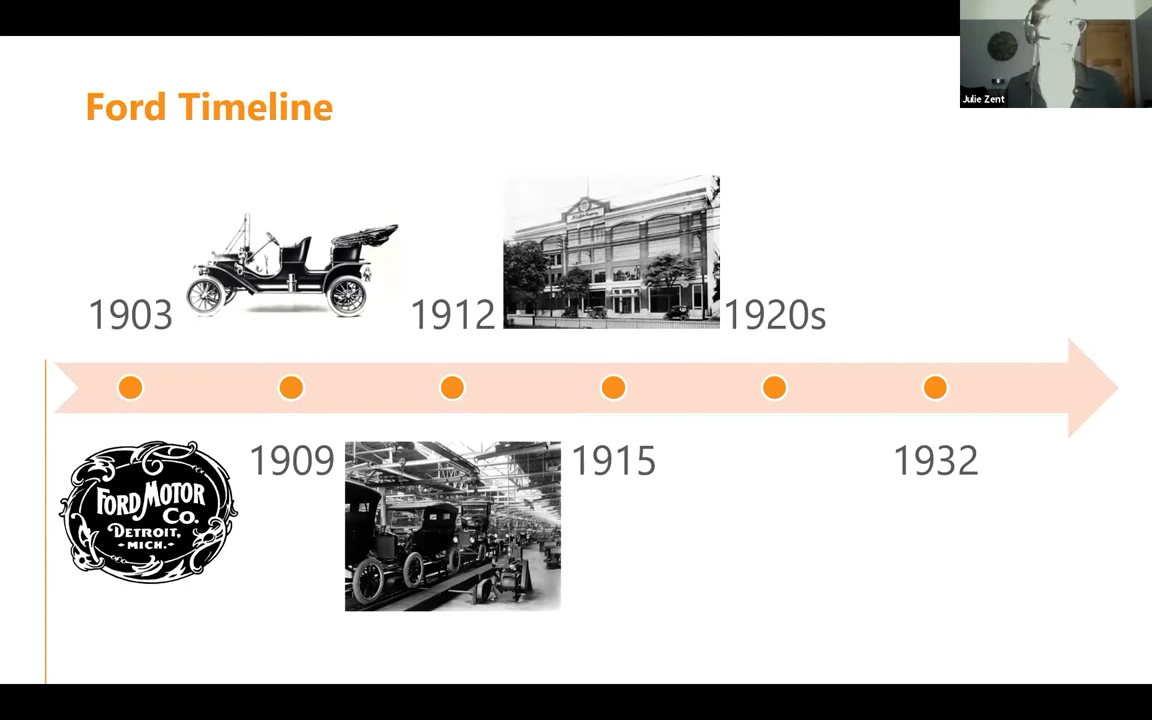 Julie Zent
Ford Timeline
1903
1912
1920s
1909
1915
1932
FORD MOTOR
Co.
DETROIT,
-MICH.-